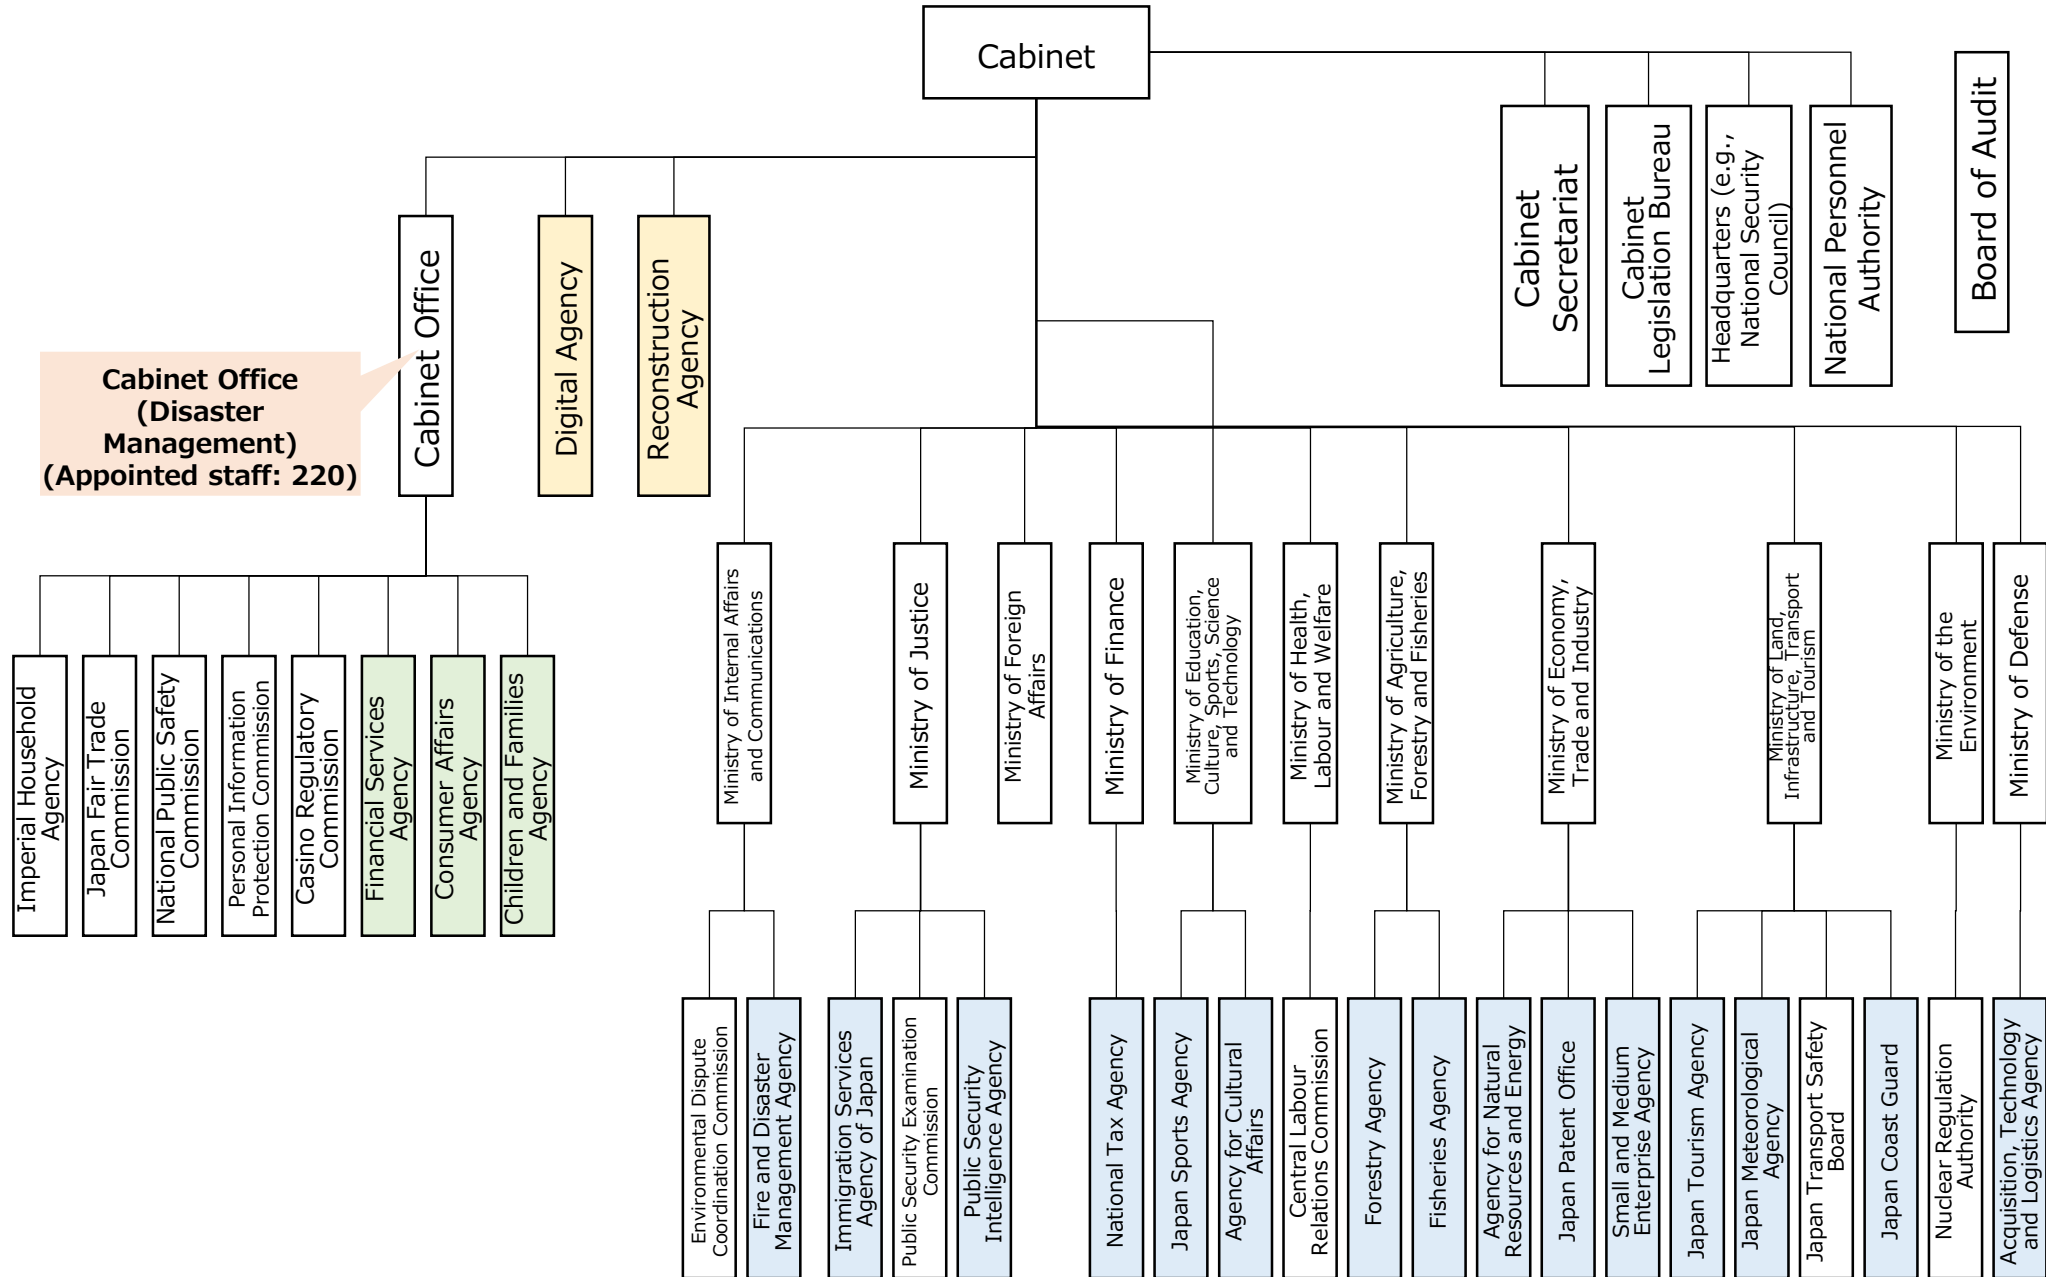 Cabinet
Cabinet
Secretariat
Cabinet
Legislation Bureau
Headquarters (e.g.,
National Security
Council)
National Personnel
Authority
Board of Audit
Cabinet Office
Digital Agency
Reconstruction
Agency
Cabinet Office
(Disaster
Management)
(Appointed staff: 220)
Ministry of Internal Affairs
and Communications
Ministry of Justice
Ministry of Foreign
Affairs
Ministry of Finance
Ministry of Education,
Culture, Sports, Science
and Technology
Ministry of Health,
Labour and Welfare
Ministry of Agriculture,
Forestry and Fisheries
Ministry of Economy,
Trade and Industry
Ministry of Land,
Infrastructure, Transport
and Tourism
Ministry of the
Environment
Ministry of Defense
Imperial Household
Agency
Japan Fair Trade
Commission
National Public Safety
Commission
Personal Information
Protection Commission
Casino Regulatory
Commission
Financial Services
Agency
Consumer Affairs
Agency
Children and Families
Agency
Environmental Dispute
Coordination Commission
Fire and Disaster
Management Agency
Immigration Services
Agency of Japan
Public Security Examination
Commission
Public Security
Intelligence Agency
National Tax Agency
Japan Sports Agency
Agency for Cultural
Affairs
Central Labour
Relations Commission
Forestry Agency
Fisheries Agency
Agency for Natural
Resources and Energy
Japan Patent Office
Small and Medium
Enterprise Agency
Japan Tourism Agency
Japan Meteorological
Agency
Japan Transport Safety
Board
Japan Coast Guard
Nuclear Regulation
Authority
Acquisition, Technology
and Logistics Agency